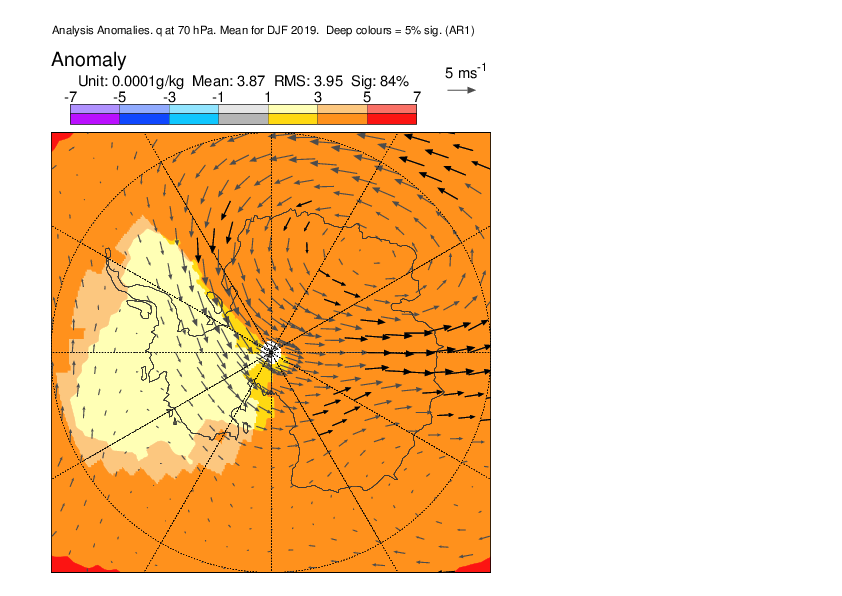 Analysis Anomalies. q at 70 hPa. Mean for DJF 2019.  Deep colours = 5% sig. (AR1)
Anomaly
5 ms-1
Unit: 0.0001g/kg  Mean: 3.87  RMS: 3.95  Sig: 84%
-7 -5 -3 -1 1 3 5 7